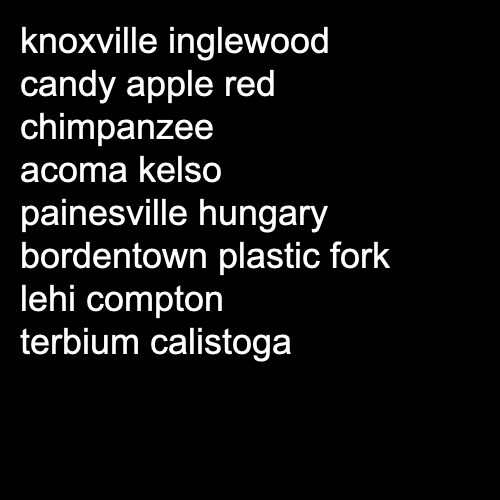 knoxville inglewood
candy apple red
chimpanzee
acoma kelso
painesville hungary
bordentown plastic fork
lehi compton
terbium calistoga